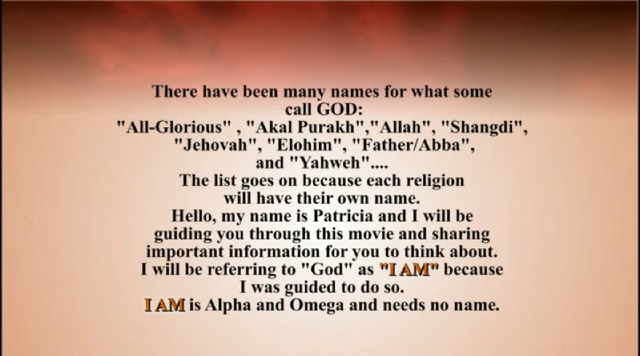 There have been many names for what some
call GOD:
"All-Glorious" , "Akal Purakh","Allah", "Shangdi",
"Jehovah", "Elohim", "Father/Abba",
and "Yahweh"....
The list goes on because each religion
will have their own name.
Hello, my name is Patricia and I will be
guiding you through this movie and sharing
important information for you to think about.
I will be referring to "God" as "I AM" because
I was guided to do so.
I AM is Alpha and Omega and needs no name.